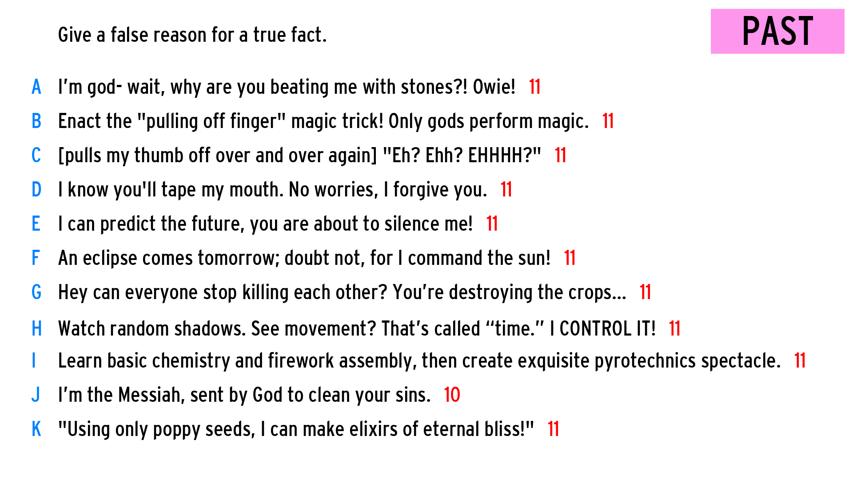 Give a false reason for a true fact.
PAST
A I'm god- wait, why are you beating me with stones?! Owie! 11
B Enact the "pulling off finger" magic trick! Only gods perform magic. 11
C [pulls my thumb off over and over again] "Eh? Ehh? EHHHH?" 11
D I know you'll tape my mouth. No worries, I forgive you. 11
E I can predict the future, you are about to silence me! 11
F An eclipse comes tomorrow; doubt not, for I command the sun! 11
G Hey can everyone stop killing each other? You're destroying the crops... 11
H Watch random shadows. See movement? That's called “time.” I CONTROL IT! 11
I Learn basic chemistry and firework assembly, then create exquisite pyrotechnics spectacle. 11
J I'm the Messiah, sent by God to clean your sins. 10
K "Using only poppy seeds, I can make elixirs of eternal bliss!" 11